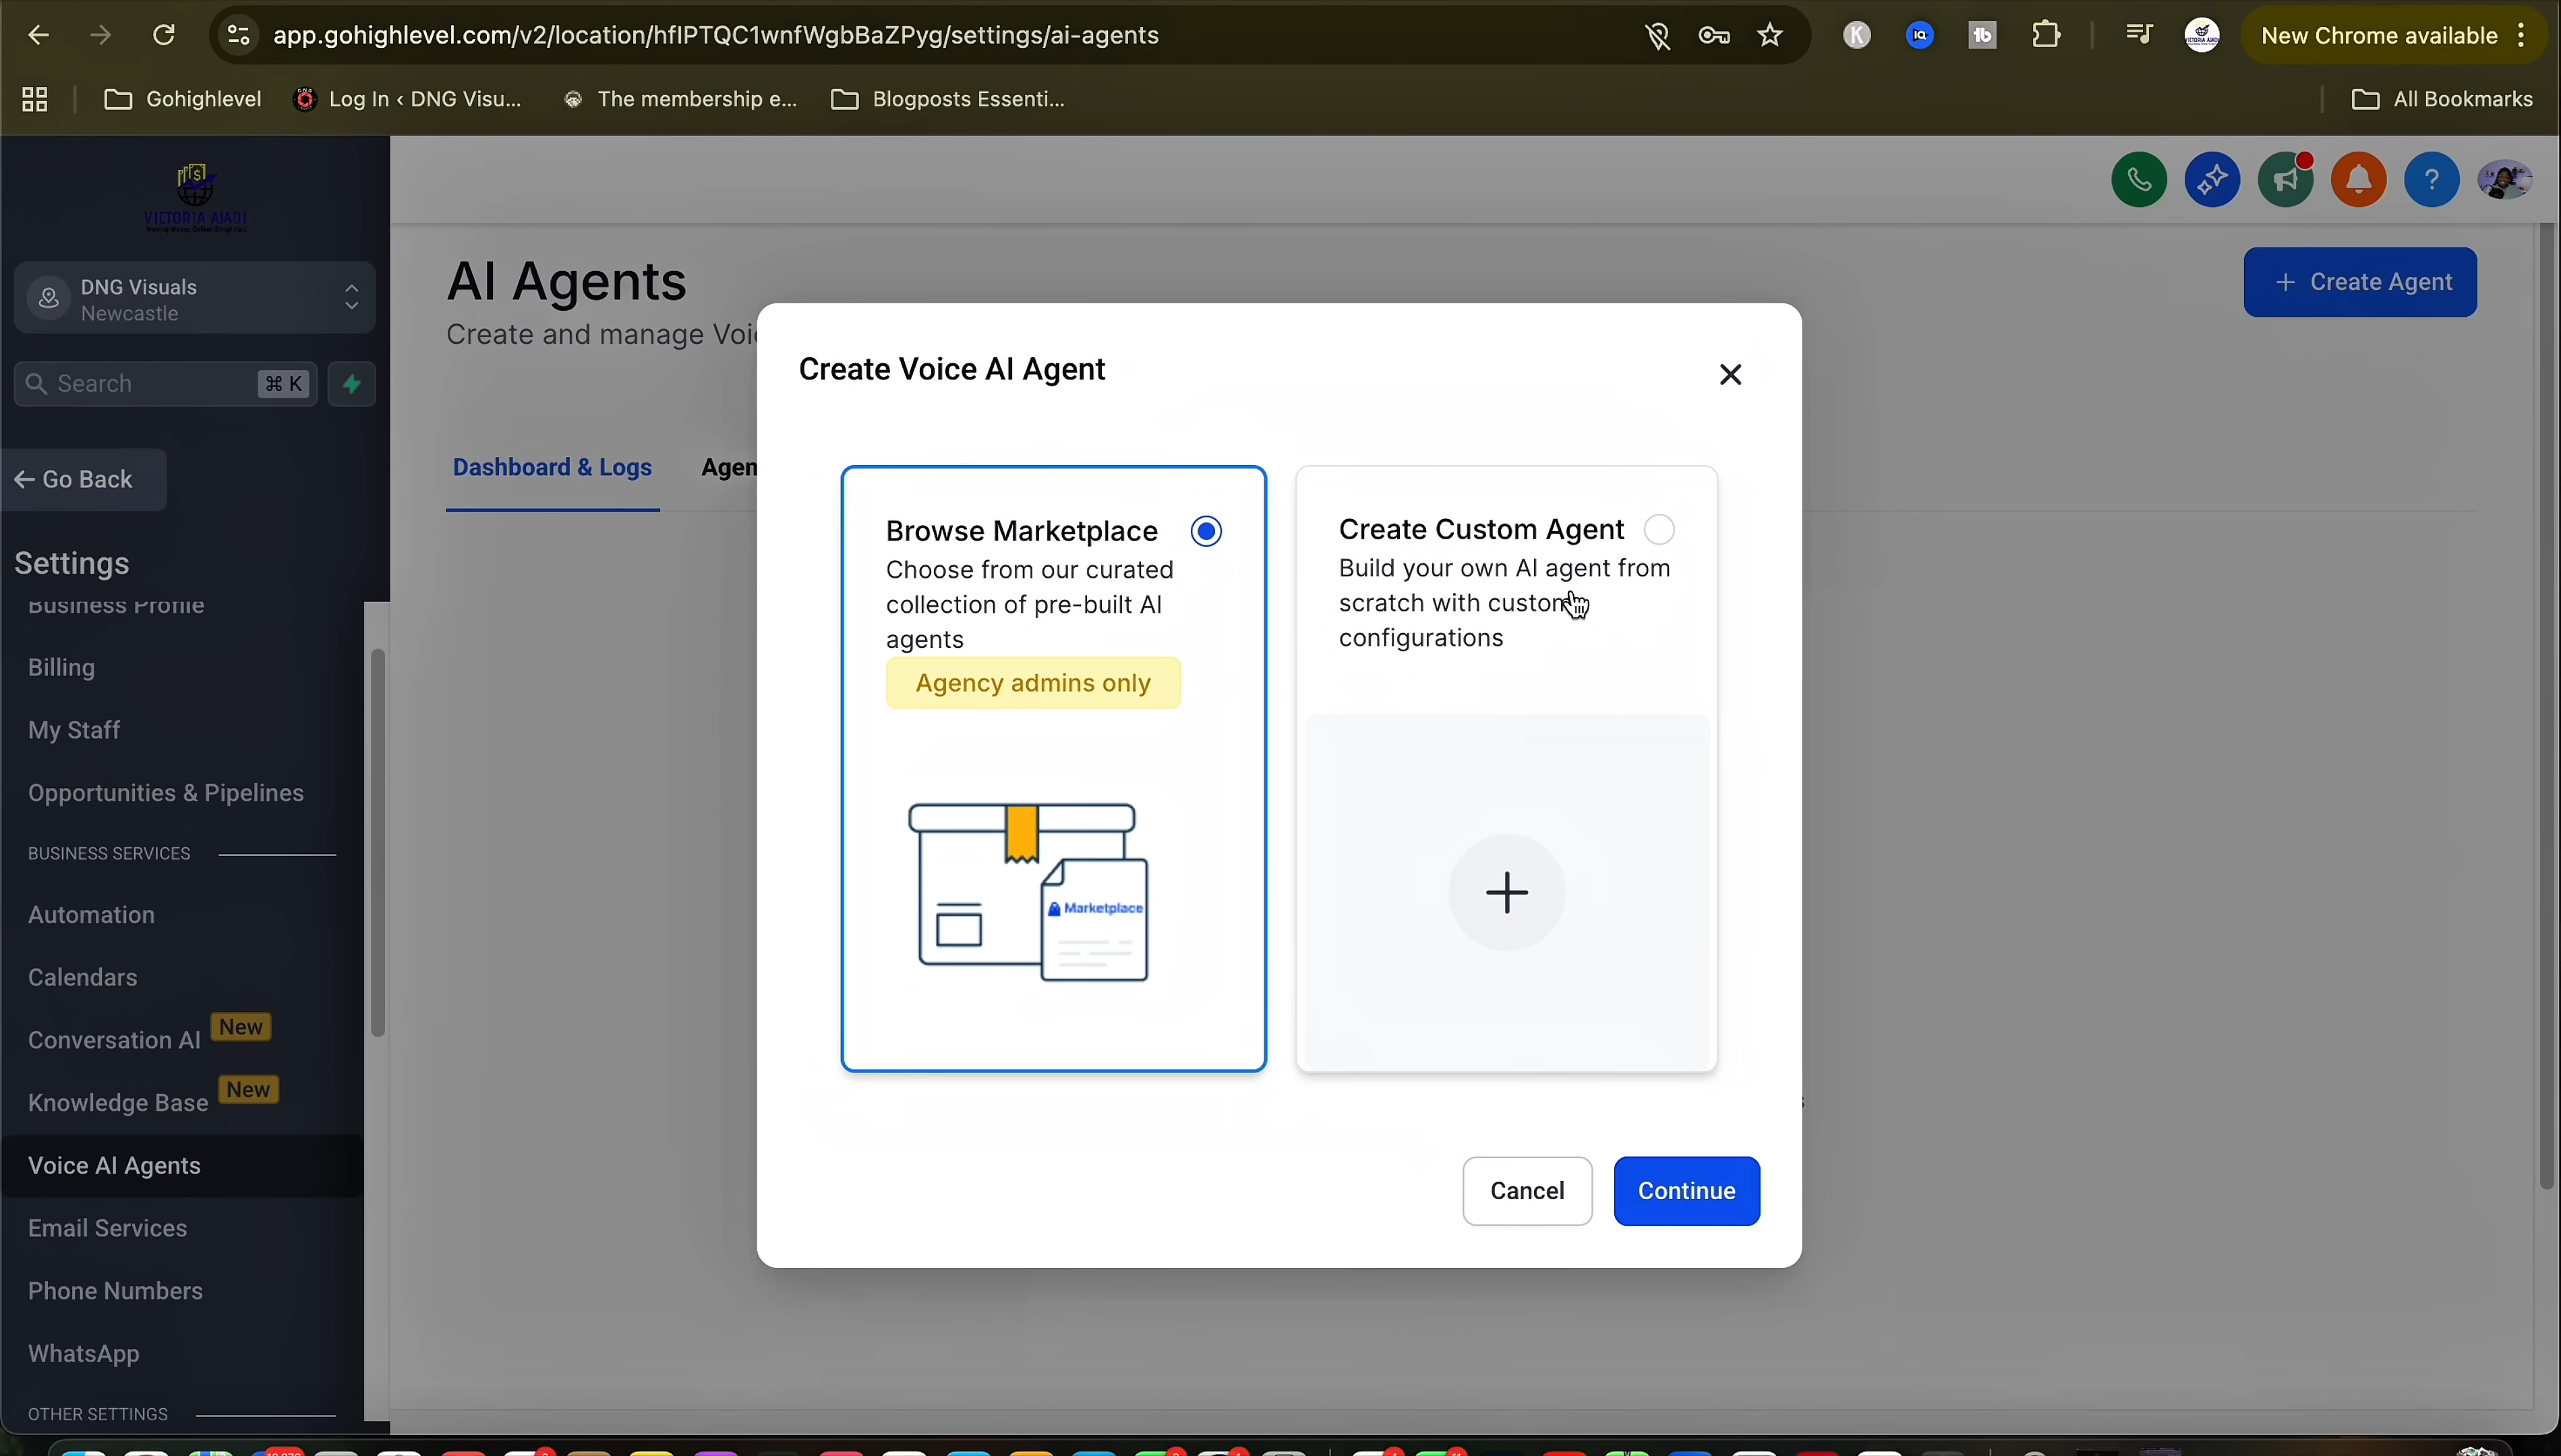 app.gohighlevel.com/v2/location/hfIPTQC1wnfWgbBaZPyg/settings/ai-agents
New Chrome available
Gohighlevel
Log In ‹ DNG Visu...
The membership e...
Blogposts Essenti...
All Bookmarks
VICTORIA AJADI
Making Money Online Simplified
DNG Visuals
Newcastle
Search
⌘ K
← Go Back
Settings
Business Profile
Billing
My Staff
Opportunities & Pipelines
BUSINESS SERVICES
Automation
Calendars
Conversation AI
New
Knowledge Base
New
Voice AI Agents
Email Services
Phone Numbers
WhatsApp
OTHER SETTINGS
AI Agents
Create and manage Voi
+ Create Agent
Dashboard & Logs
Agen
Create Voice AI Agent
Browse Marketplace
Choose from our curated
collection of pre-built AI
agents
Agency admins only
Marketplace
Create Custom Agent
Build your own AI agent from
scratch with custom
configurations
Cancel
Continue